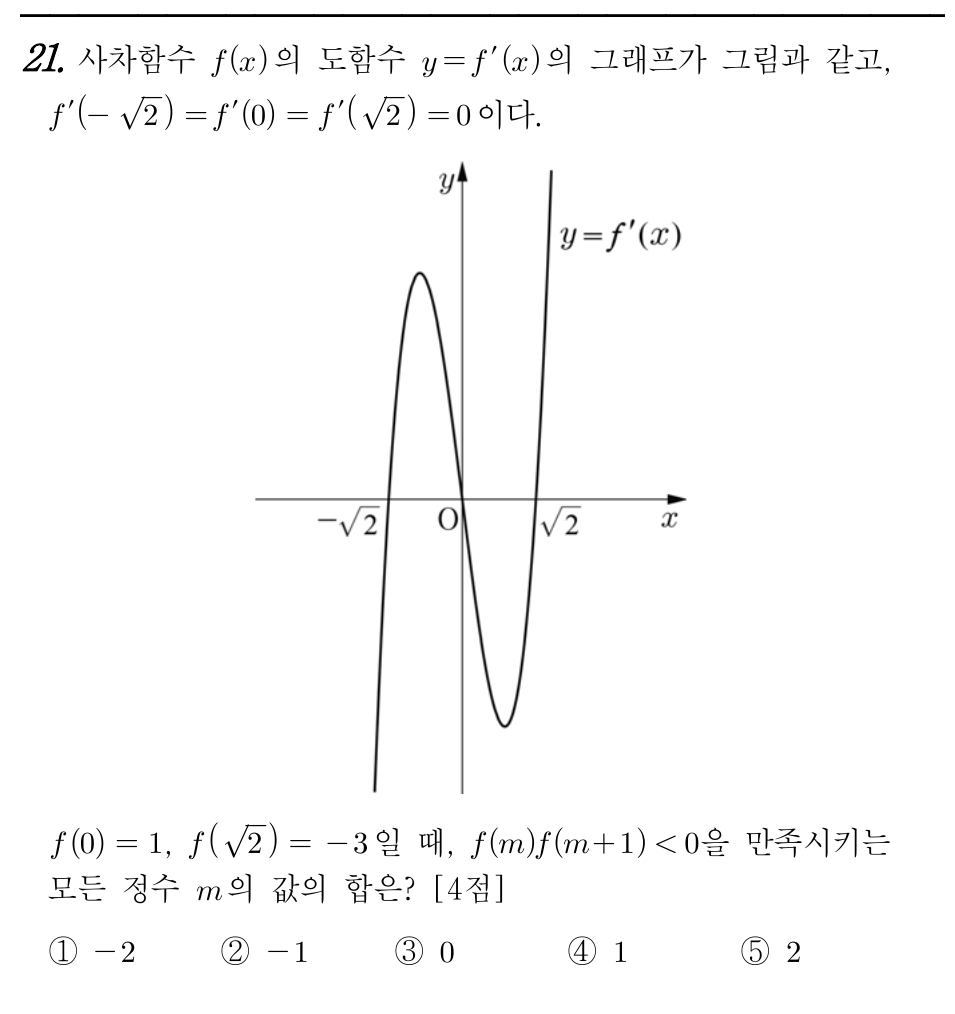 21. 사차함수 f(x)의 도함수 y=f′(x)의 그래프가 그림과 같고,
f′(−√2)=f′(0)=f′(√2)=0이다.
y
y=f′(x)
−√2 O √2 x
f(0)=1, f(√2)=−3일 때, f(m)f(m+1)<0을 만족시키는
모든 정수 m의 값의 합은? [4점]
① −2 ② −1 ③ 0 ④ 1 ⑤ 2